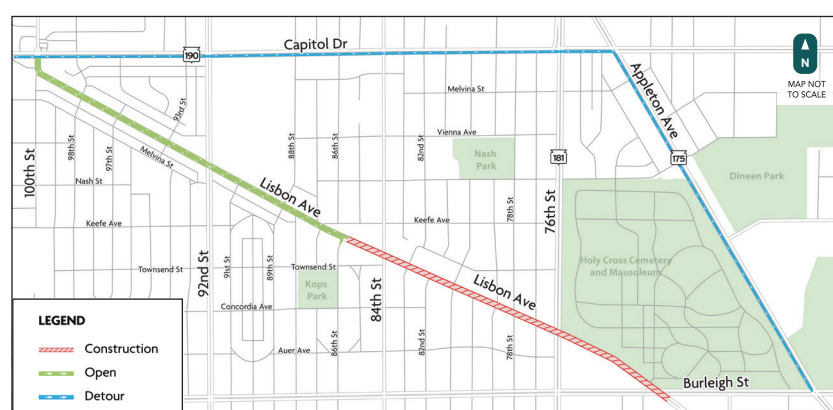 Capitol Dr
190
N
MAP NOT
TO SCALE
Appleton Ave
Melvina St
93rd St
Vienna Ave
88th St
86th St
82nd St
98th St
97th St
Melvina St
100th St
Nash St
Nash
Park
181
175
Dineen Park
Lisbon Ave
76th St
78th St
Keefe Ave
Keefe Ave
92nd St
91st St
89th St
Townsend St
Townsend St
Kops
Park
84th St
Lisbon Ave
Holy Cross Cemetery
and Mausoleum
Concordia Ave
Auer Ave
86th St
82nd St
78th St
Burleigh St
LEGEND
Construction
Open
Detour